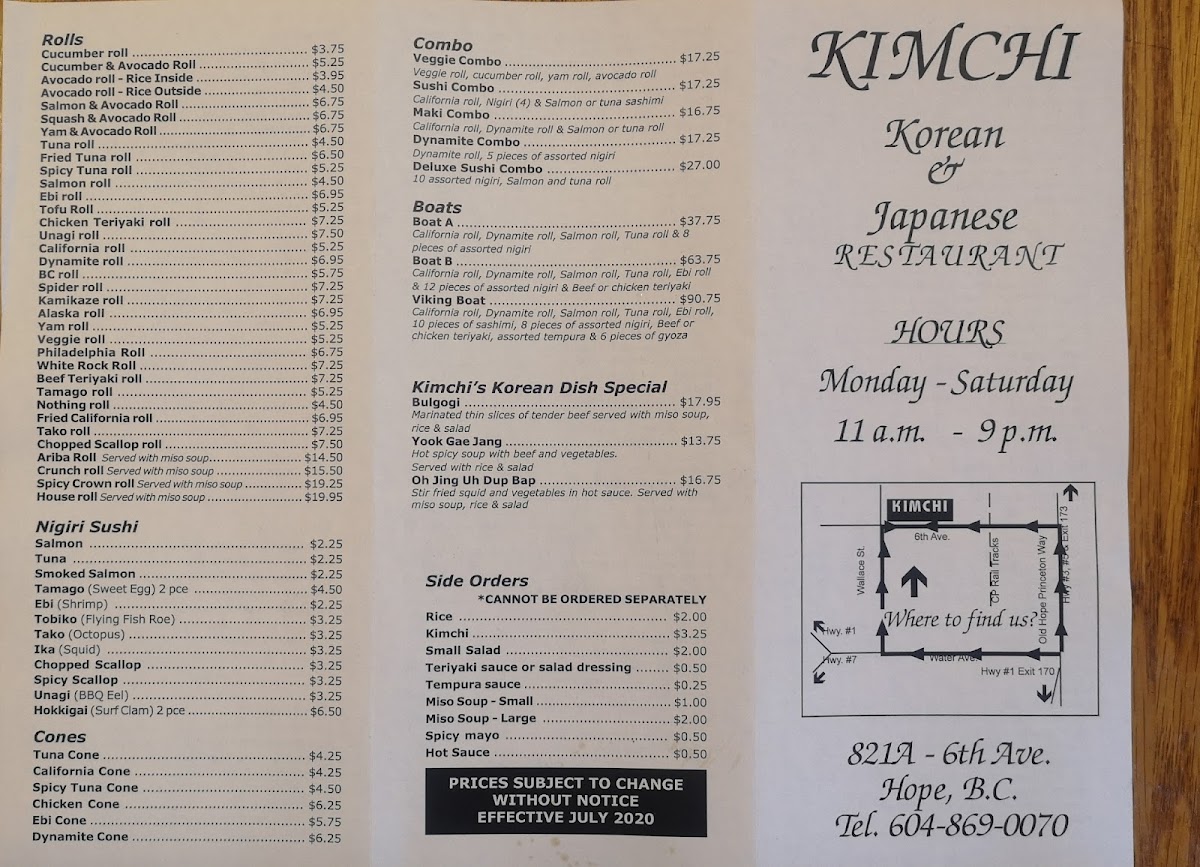 Rolls
Cucumber roll $3.75
Cucumber & Avocado Roll $5.25
Avocado roll - Rice Inside $3.95
Avocado roll - Rice Outside $4.50
Salmon & Avocado Roll $6.75
Squash & Avocado Roll $6.75
Yam & Avocado Roll $6.75
Tuna roll $4.50
Fried Tuna roll $6.50
Spicy Tuna roll $5.25
Salmon roll $4.50
Ebi roll $6.95
Tofu Roll $5.25
Chicken Teriyaki roll $7.25
Unagi roll $7.50
California roll $5.25
Dynamite roll $6.95
BC roll $5.75
Spider roll $7.25
Kamikaze roll $7.25
Alaska roll $6.95
Yam roll $5.25
Veggie roll $5.25
Philadelphia Roll $6.75
White Rock Roll $7.25
Beef Teriyaki roll $7.25
Tamago roll $5.25
Nothing roll $4.50
Fried California roll $6.95
Tako roll $7.25
Chopped Scallop roll $7.50
Ariba Roll Served with miso soup $14.50
Crunch roll Served with miso soup $15.50
Spicy Crown roll Served with miso soup $19.25
House roll Served with miso soup $19.95
Nigiri Sushi
Salmon $2.25
Tuna $2.25
Smoked Salmon $2.25
Tamago (Sweet Egg) 2 pce $4.50
Ebi (Shrimp) $2.25
Tobiko (Flying Fish Roe) $3.25
Tako (Octopus) $3.25
Ika (Squid) $3.25
Chopped Scallop $3.25
Spicy Scallop $3.25
Unagi (BBQ Eel) $3.25
Hokkigai (Surf Clam) 2 pce $6.50
Cones
Tuna Cone $4.25
California Cone $4.25
Spicy Tuna Cone $4.50
Chicken Cone $6.25
Ebi Cone $5.75
Dynamite Cone $6.25
Combo
Veggie Combo $17.25
Veggie roll, cucumber roll, yam roll, avocado roll
Sushi Combo $17.25
California roll, Nigiri (4) & Salmon or tuna sashimi
Maki Combo $16.75
California roll, Dynamite roll & Salmon or tuna roll
Dynamite Combo $17.25
Dynamite roll, 5 pieces of assorted nigiri
Deluxe Sushi Combo $27.00
10 assorted nigiri, Salmon and tuna roll
Boats
Boat A $37.75
California roll, Dynamite roll, Salmon roll, Tuna roll & 8
pieces of assorted nigiri
Boat B $63.75
California roll, Dynamite roll, Salmon roll, Tuna roll, Ebi roll
& 12 pieces of assorted nigiri & Beef or chicken teriyaki
Viking Boat $90.75
California roll, Dynamite roll, Salmon roll, Tuna roll, Ebi roll,
10 pieces of sashimi, 8 pieces of assorted nigiri, Beef or
chicken teriyaki, assorted tempura & 6 pieces of gyoza
Kimchi's Korean Dish Special
Bulgogi $17.95
Marinated thin slices of tender beef served with miso soup,
rice & salad
Yook Gae Jang $13.75
Hot spicy soup with beef and vegetables.
Served with rice & salad
Oh Jing Uh Dup Bap $16.75
Stir fried squid and vegetables in hot sauce. Served with
miso soup, rice & salad
Side Orders
*CANNOT BE ORDERED SEPARATELY
Rice $2.00
Kimchi $3.25
Small Salad $2.00
Teriyaki sauce or salad dressing $0.50
Tempura sauce $0.25
Miso Soup - Small $1.00
Miso Soup - Large $2.00
Spicy mayo $0.50
Hot Sauce $0.50
PRICES SUBJECT TO CHANGE
WITHOUT NOTICE
EFFECTIVE JULY 2020
KIMCHI
Korean
&
Japanese
RESTAURANT
HOURS
Monday - Saturday
11 a.m. - 9 p.m.
KIMCHI
6th Ave.
Wallace St.
CP Rail Tracks
Old Hope Princeton Way
Hwy #3, #5 & Exit 173
Where to find us?
Hwy. #1
Hwy. #7
Water Ave.
Hwy #1 Exit 170
821A - 6th Ave.
Hope, B.C.
Tel. 604-869-0070